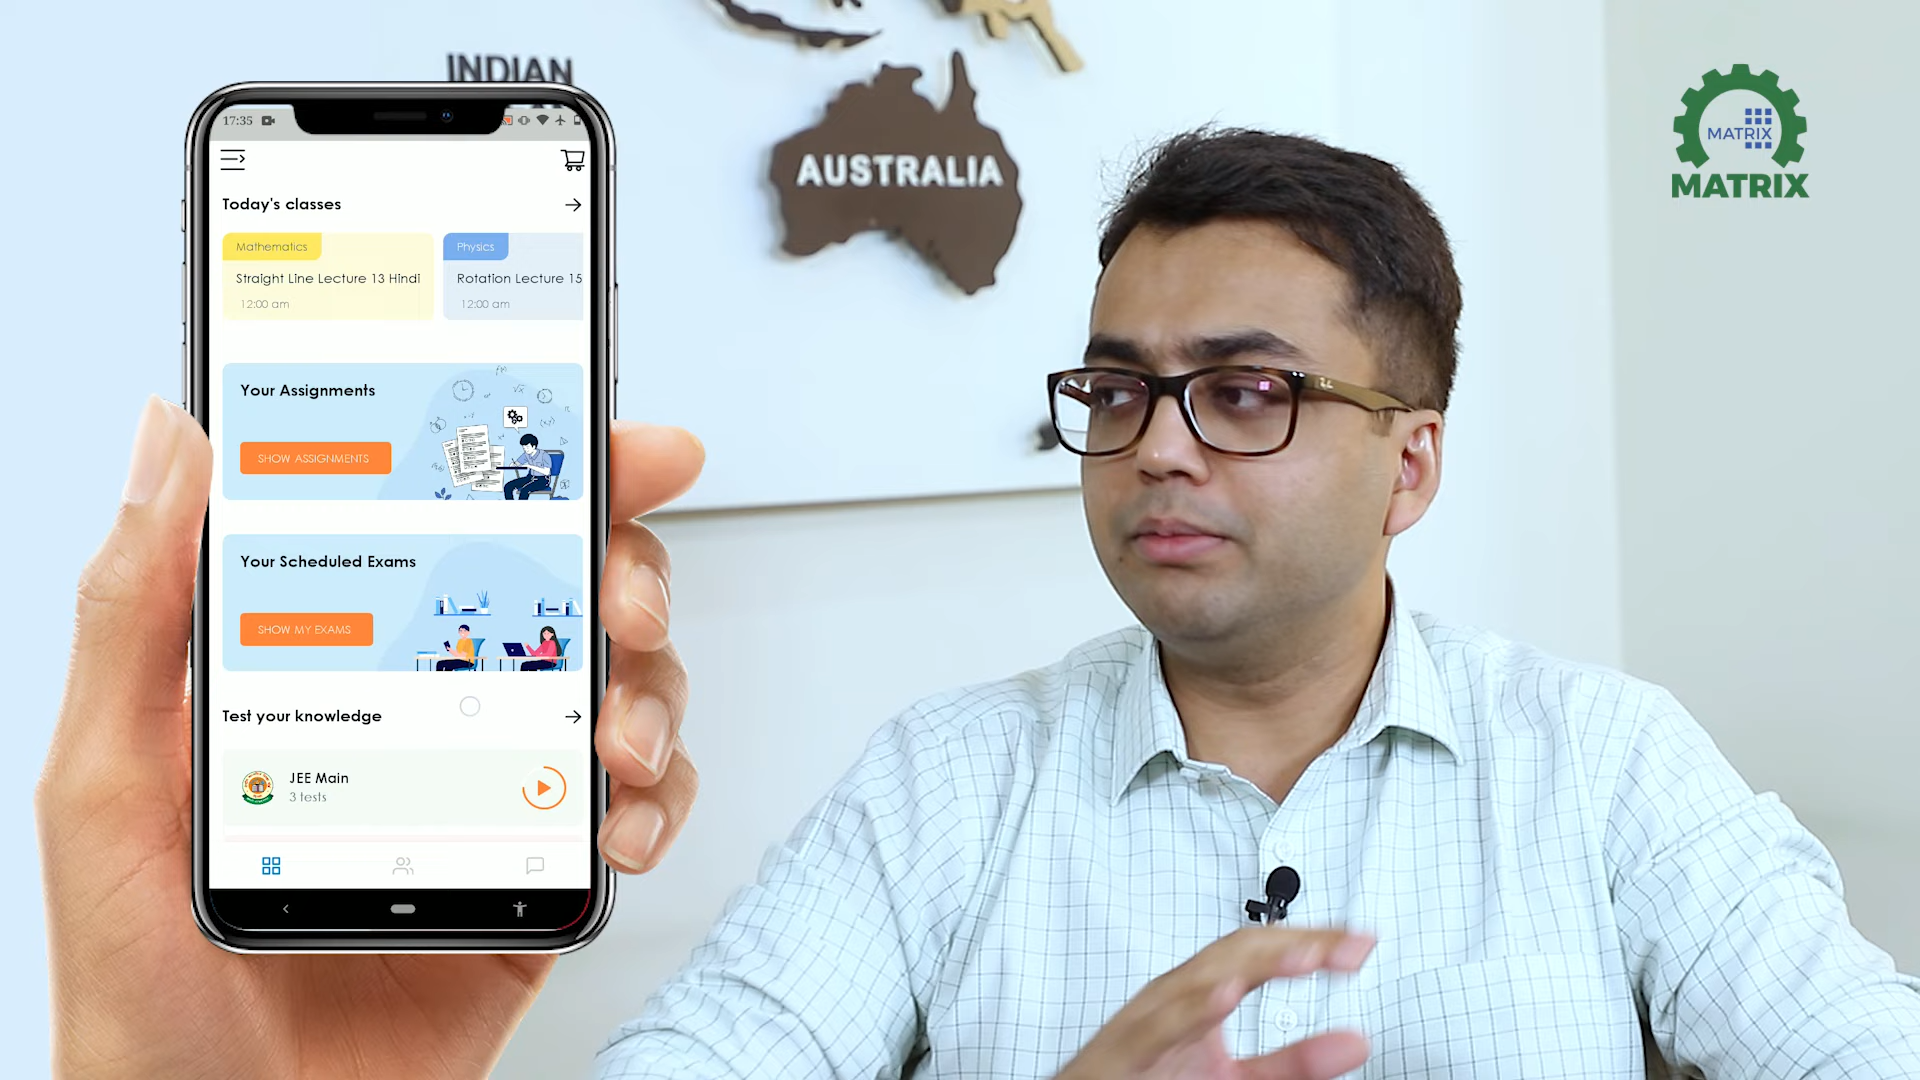 INDIAN
AUSTRALIA
MATRIX
MATRIX
17:35
Today's classes
Mathematics
Straight Line Lecture 13 Hindi
12:00 am
Physics
Rotation Lecture 15
12:00 am
Your Assignments
SHOW ASSIGNMENTS
Your Scheduled Exams
SHOW MY EXAMS
Test your knowledge
JEE Main
3 tests